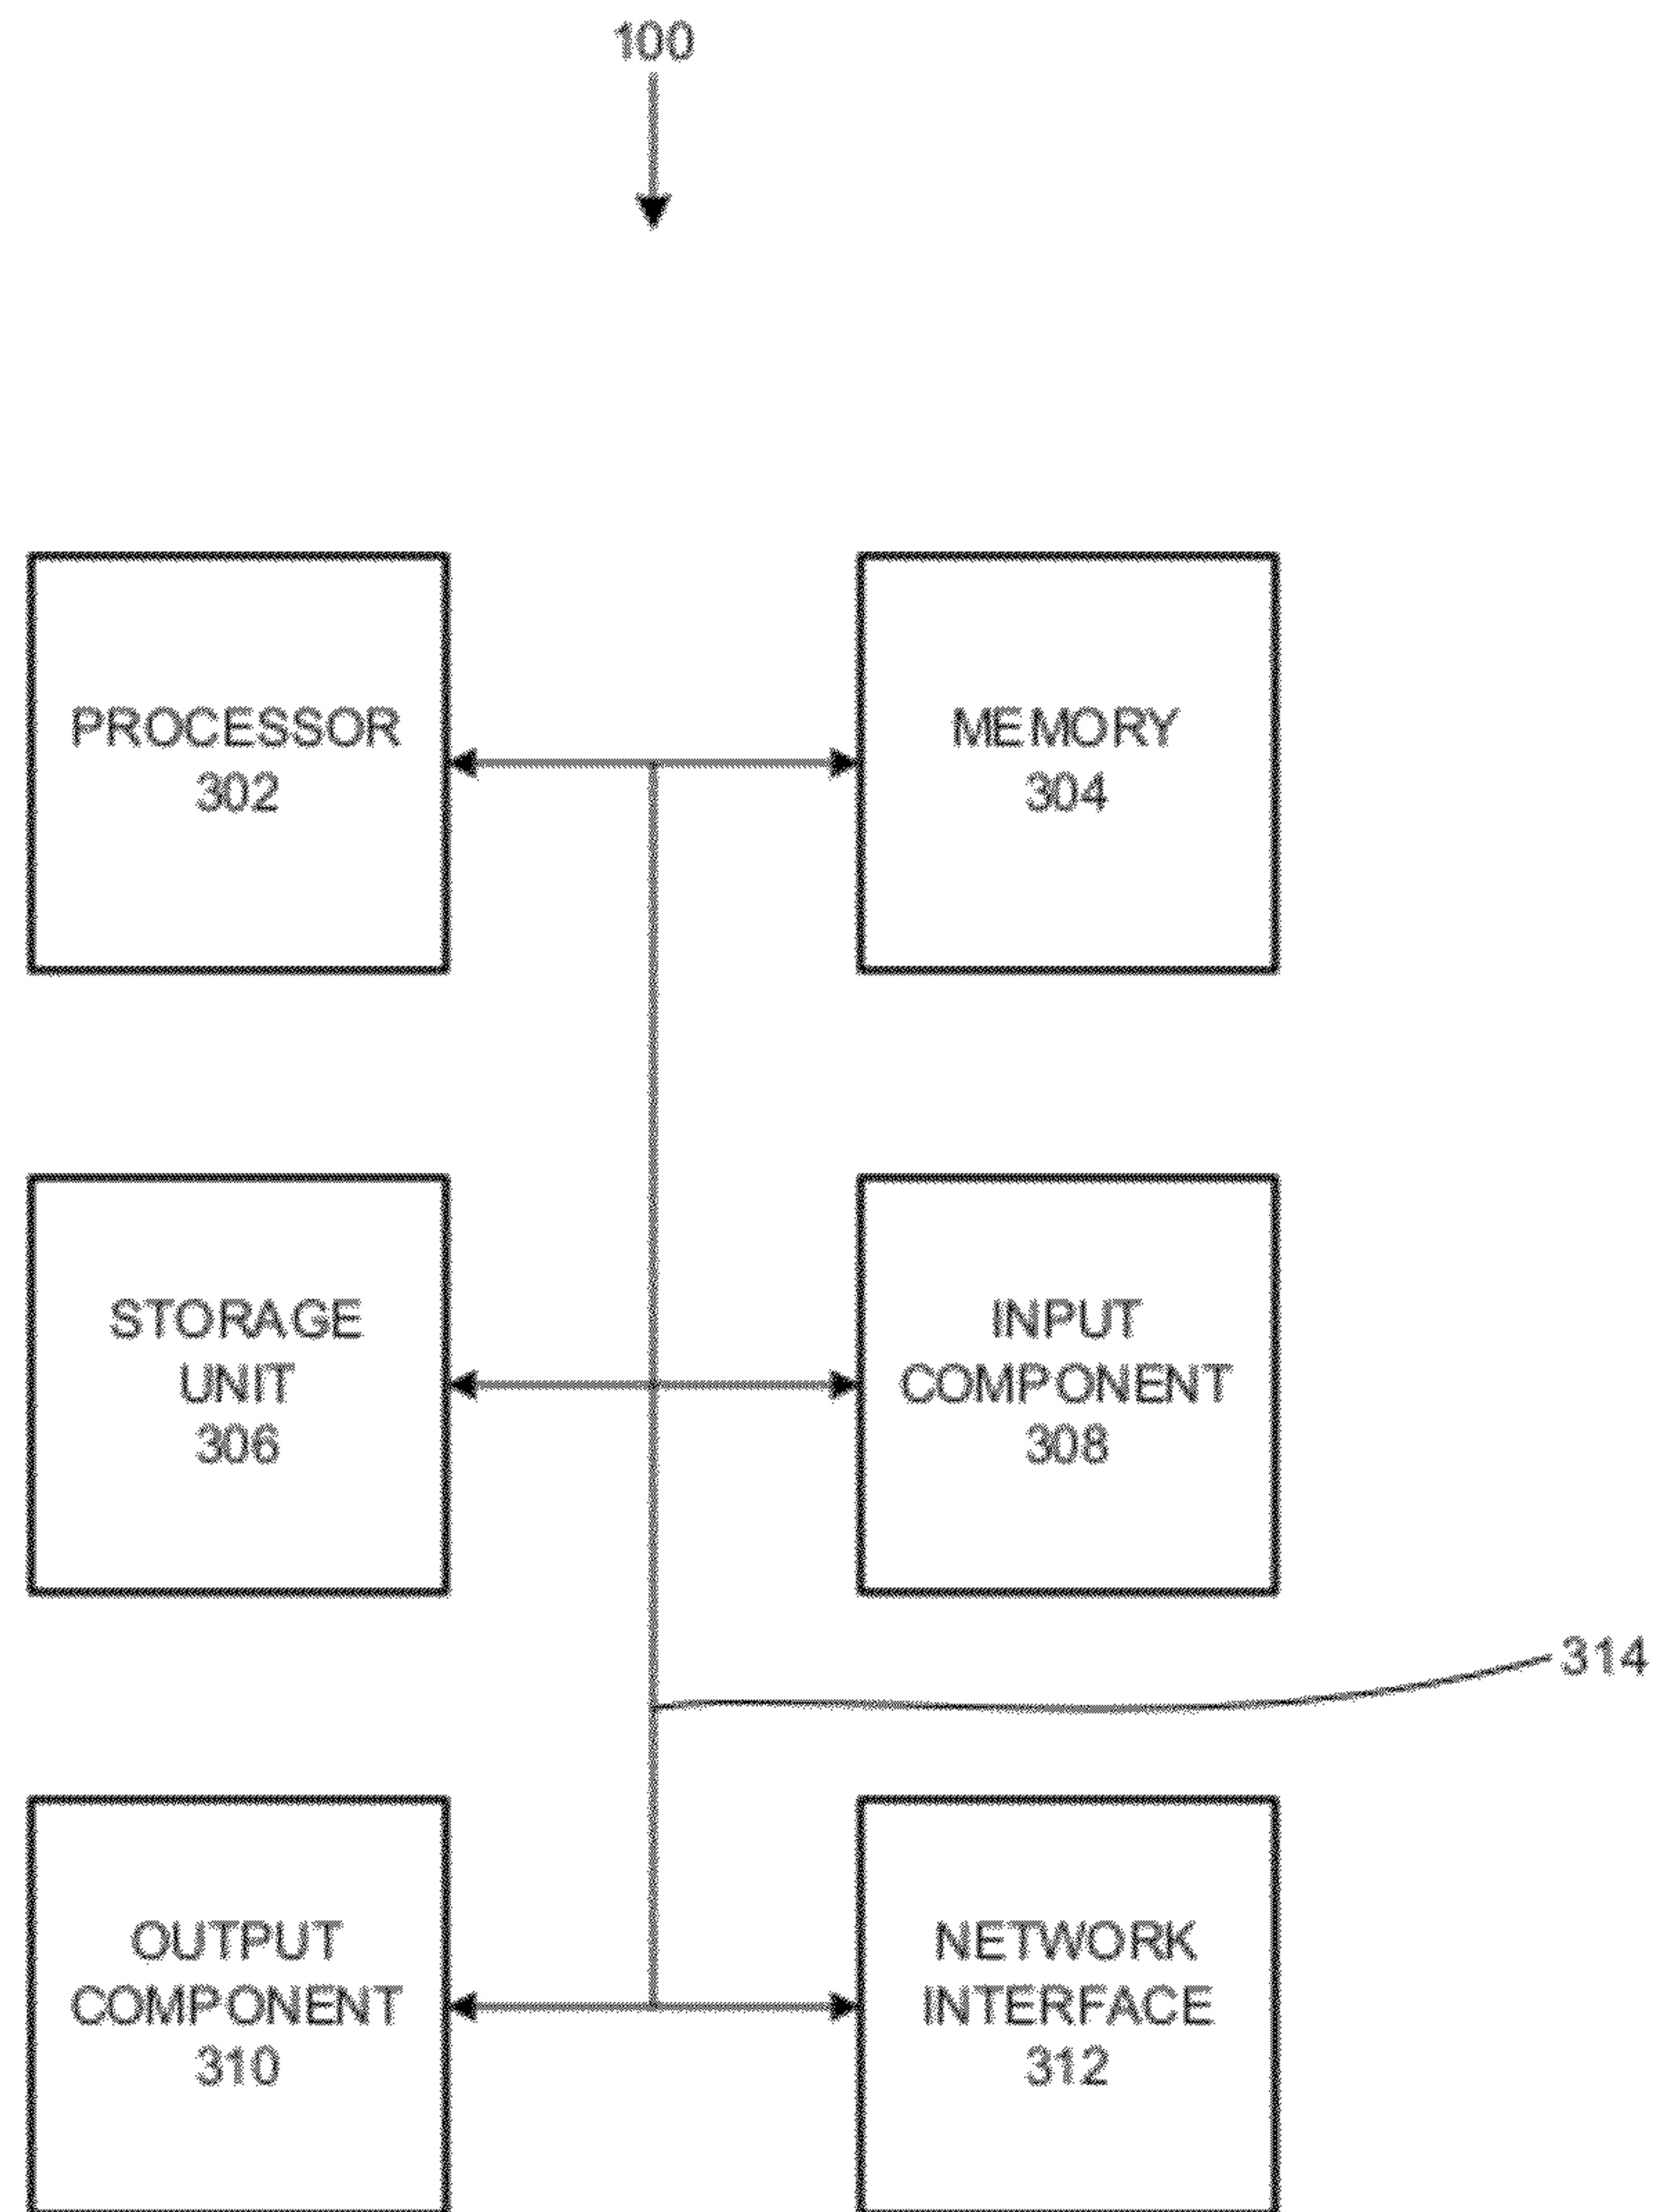 100
PROCESSOR
302
MEMORY
304
STORAGE
UNIT
306
INPUT
COMPONENT
308
314
OUTPUT
COMPONENT
310
NETWORK
INTERFACE
312